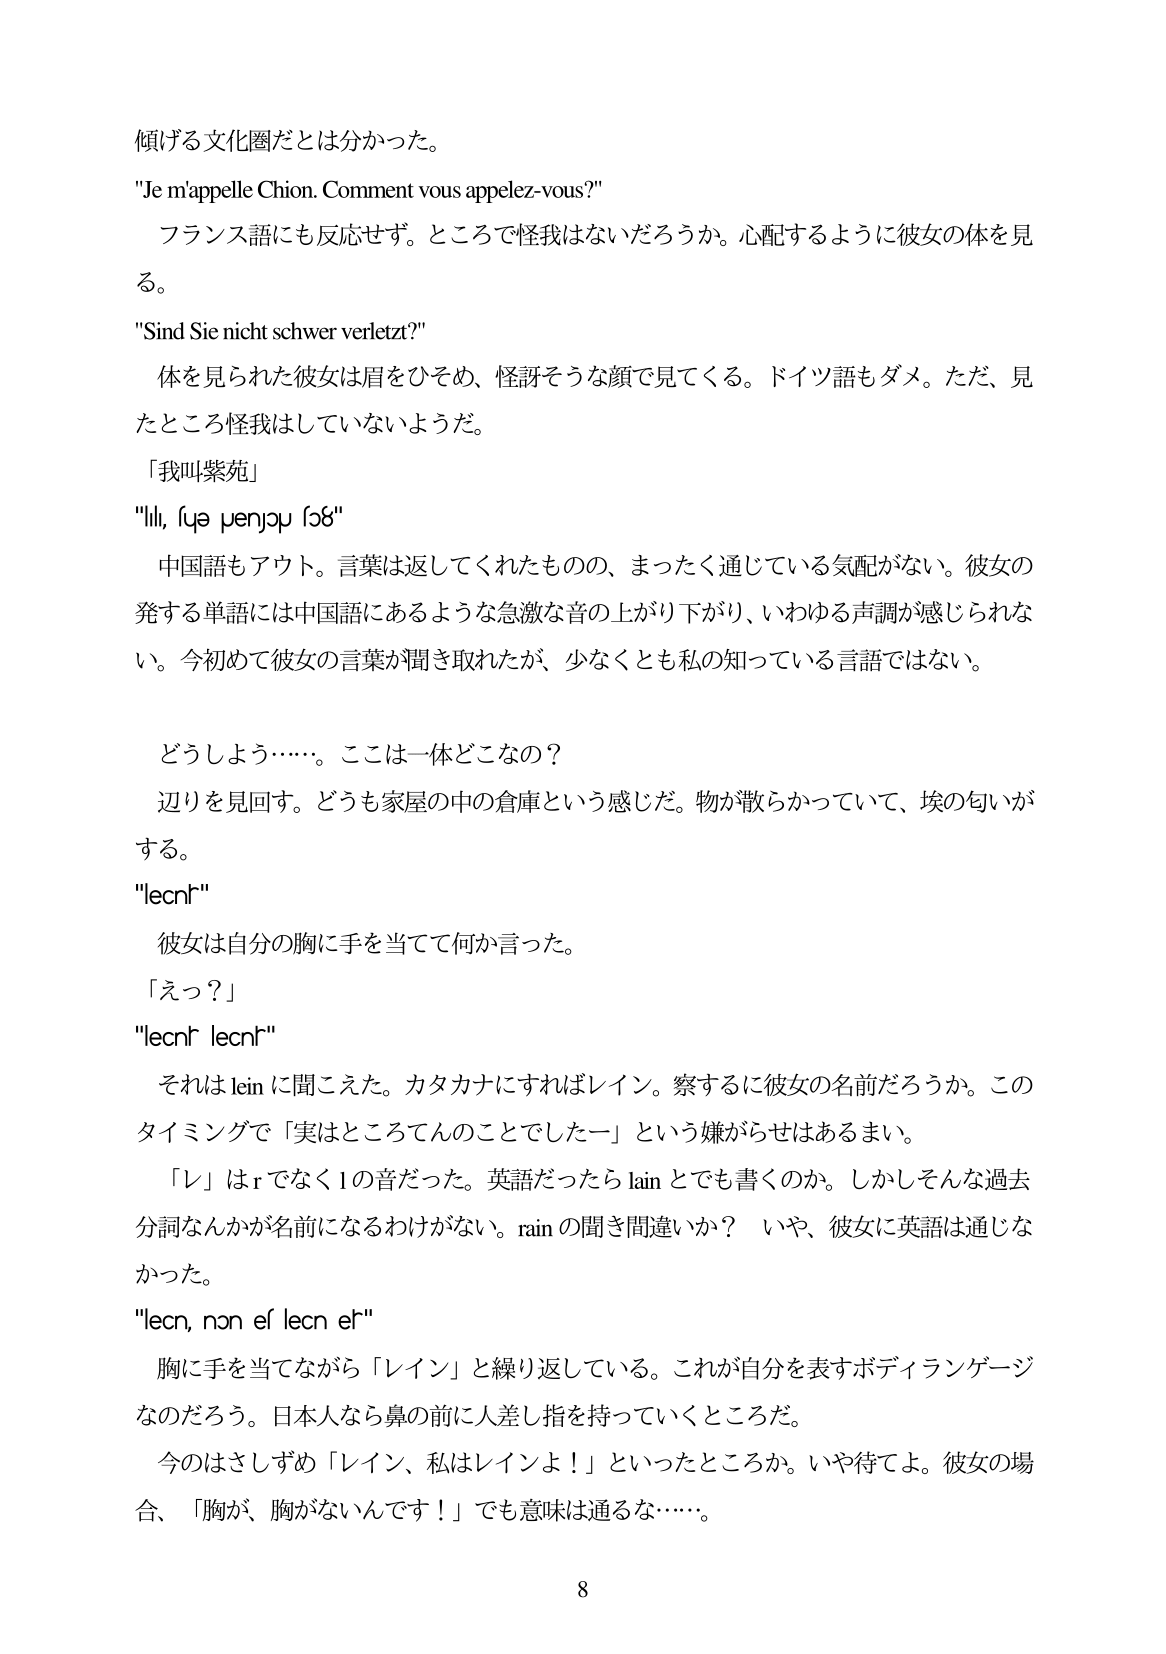 傾げる文化圏だとは分かった。
"Je m'appelle Chion. Comment vous appelez-vous?"
フランス語にも反応せず。ところで怪我はないだろうか。心配するように彼女の体を見
る。
"Sind Sie nicht schwer verletzt?"
体を見られた彼女は眉をひそめ、怪訝そうな顔で見てくる。ドイツ語もダメ。ただ、見
たところ怪我はしていないようだ。
「我叫紫苑」
中国語もアウト。言葉は返してくれたものの、まったく通じている気配がない。彼女の
発する単語には中国語にあるような急激な音の上がり下がり、いわゆる声調が感じられな
い。今初めて彼女の言葉が聞き取れたが、少なくとも私の知っている言語ではない。
どうしよう……。ここは一体どこなの？
辺りを見回す。どうも家屋の中の倉庫という感じだ。物が散らかっていて、埃の匂いが
する。
彼女は自分の胸に手を当てて何か言った。
「えっ？」
それは lein に聞こえた。カタカナにすればレイン。察するに彼女の名前だろうか。この
タイミングで「実はところてんのことでしたー」という嫌がらせはあるまい。
「レ」は r でなく l の音だった。英語だったら lain とでも書くのか。しかしそんな過去
分詞なんかが名前になるわけがない。rain の聞き間違いか？　いや、彼女に英語は通じな
かった。
胸に手を当てながら「レイン」と繰り返している。これが自分を表すボディランゲージ
なのだろう。日本人なら鼻の前に人差し指を持っていくところだ。
今のはさしずめ「レイン、私はレインよ！」といったところか。いや待てよ。彼女の場
合、「胸が、胸がないんです！」でも意味は通るな……。
8